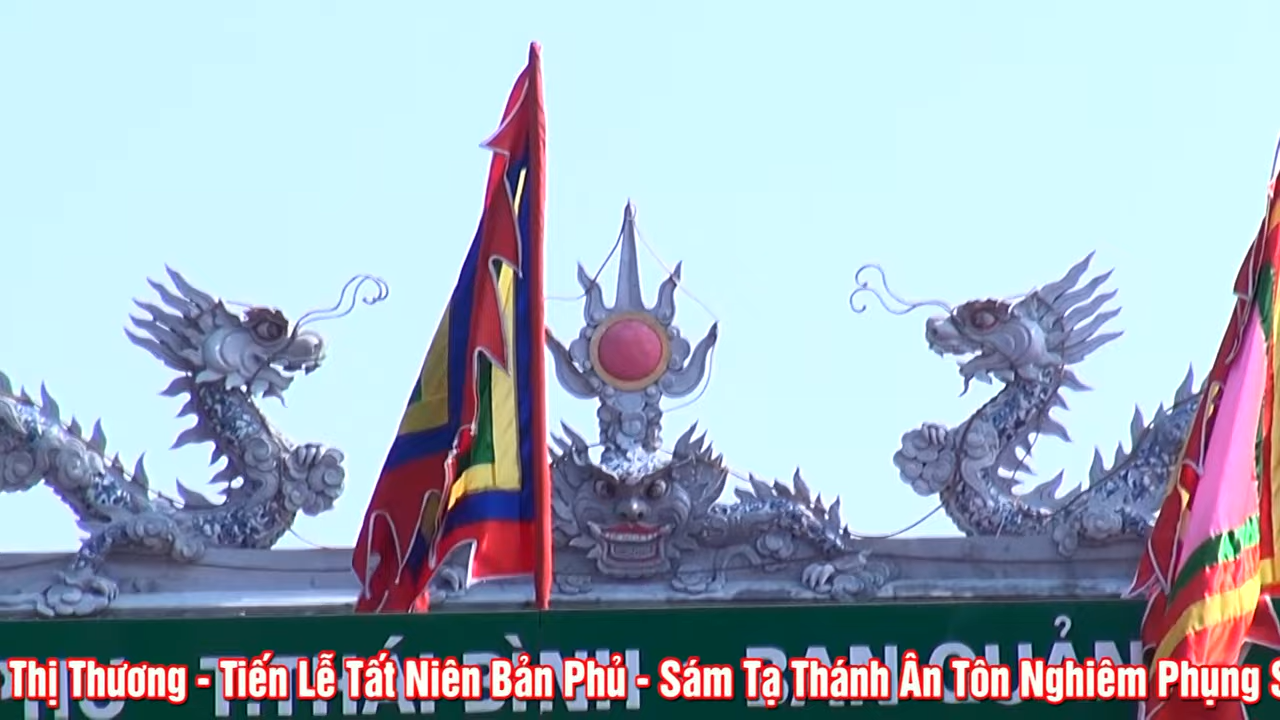 T.THÁI BÌNH BAN QUẢN
Thị Thương - Tiến Lễ Tất Niên Bản Phủ - Sám Tạ Thánh Ân Tôn Nghiêm Phụng